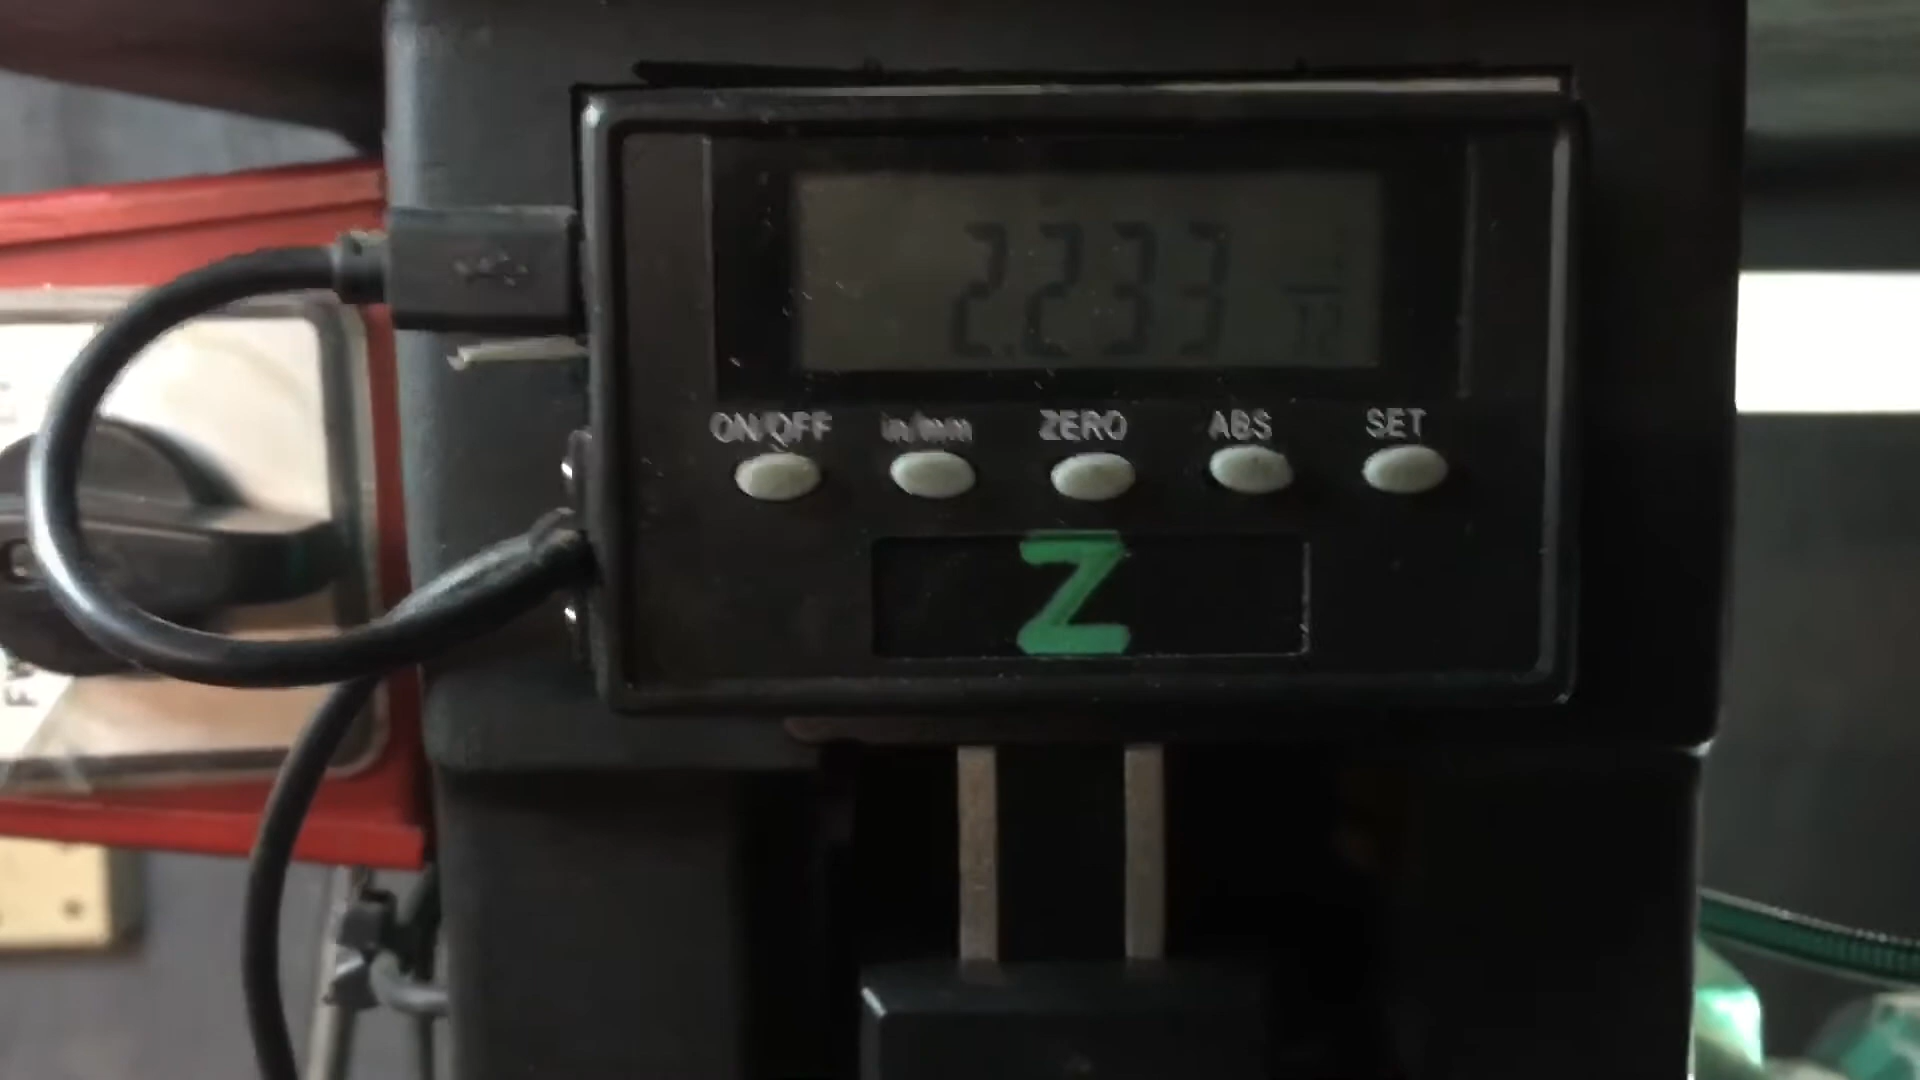 2.233
ON/OFF in/mm ZERO ABS SET
Z